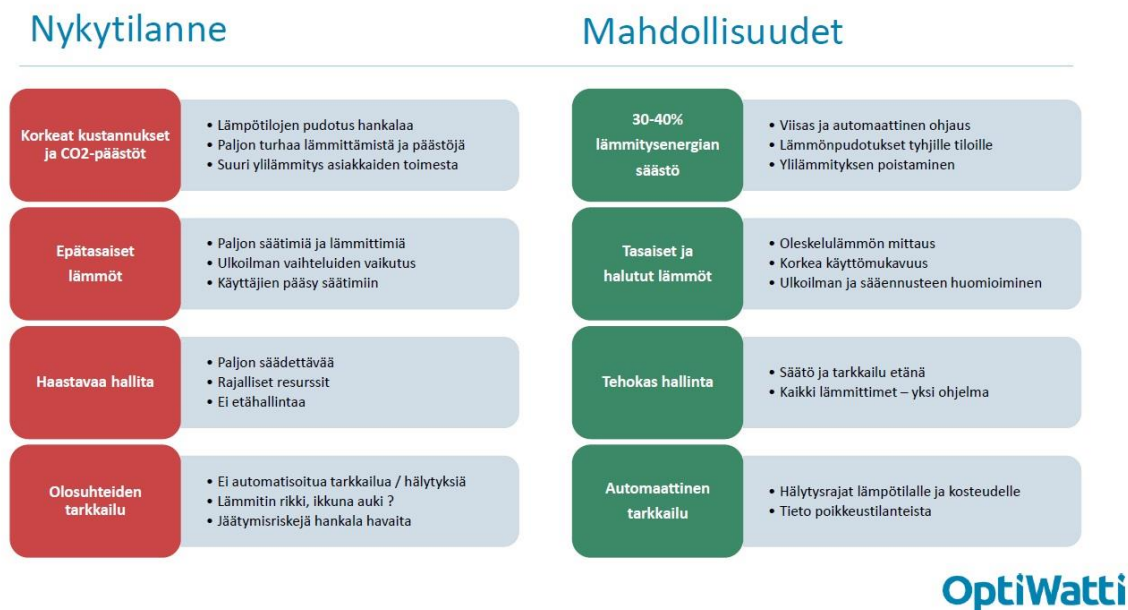 Nykytilanne
Korkeat kustannukset
ja CO2-päästöt
• Lämpötilojen pudotus hankalaa
• Paljon turhaa lämmittämistä ja päästöjä
• Suuri ylilämmitys asiakkaiden toimesta
Epätasaiset
lämmöt
• Paljon säätimiä ja lämmittimiä
• Ulkoilman vaihteluiden vaikutus
• Käyttäjien pääsy säätimiin
Haastavaa hallita
• Paljon säädettävää
• Rajalliset resurssit
• Ei etähallintaa
Olosuhteiden
tarkkailu
• Ei automatisoitua tarkkailua / hälytyksiä
• Lämmitin rikki, ikkuna auki ?
• Jäätymisriskejä hankala havaita
Mahdollisuudet
30-40%
lämmitysenergian
säästö
• Viisas ja automaattinen ohjaus
• Lämmönpudotukset tyhjille tiloille
• Ylilämmityksen poistaminen
Tasaiset ja
halutut lämmöt
• Oleskelulämmön mittaus
• Korkea käyttömukavuus
• Ulkoilman ja sääennusteen huomioiminen
Tehokas hallinta
• Säätö ja tarkkailu etänä
• Kaikki lämmittimet – yksi ohjelma
Automaattinen
tarkkailu
• Hälytysrajat lämpötilalle ja kosteudelle
• Tieto poikkeustilanteista
OptiWatti